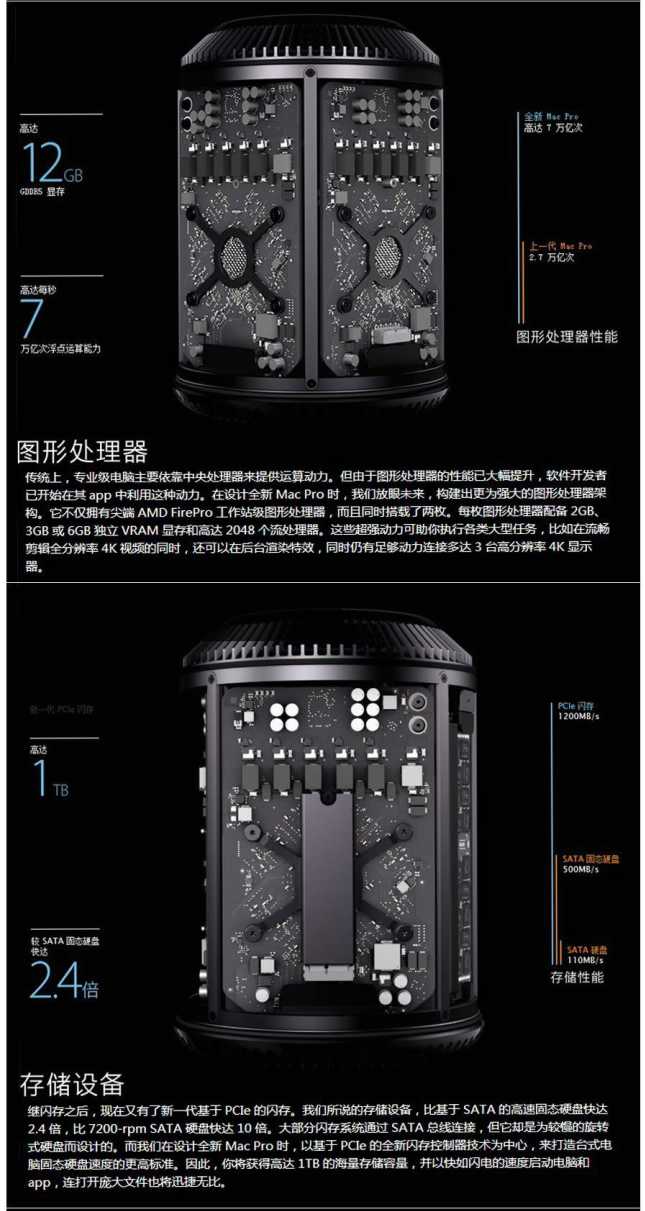 高达
12GB
GDDR5 显存
高达每秒
7
万亿次浮点运算能力
全新 Mac Pro
高达 7 万亿次
上一代 Mac Pro
2.7 万亿次
图形处理器性能
图形处理器
传统上，专业级电脑主要依靠中央处理器来提供运算动力。但由于图形处理器的性能已大幅提升，软件开发者
已开始在其 app 中利用这种动力。在设计全新 Mac Pro 时，我们放眼未来，构建出更为强大的图形处理器架
构。它不仅拥有尖端 AMD FirePro 工作站级图形处理器，而且同时搭载了两枚。每枚图形处理器配备 2GB、
3GB 或 6GB 独立 VRAM 显存和高达 2048 个流处理器。这些超强动力可助你执行各类大型任务，比如在流畅
剪辑全分辨率 4K 视频的同时，还可以在后台渲染特效，同时仍有足够动力连接多达 3 台高分辨率 4K 显示
器。
新一代 PCIe 闪存
高达
1 TB
较 SATA 固态硬盘
快达
2.4倍
PCIe 闪存
1200MB/s
SATA 固态硬盘
500MB/s
SATA 硬盘
110MB/s
存储性能
存储设备
继闪存之后，现在又有了新一代基于 PCIe 的闪存。我们所说的存储设备，比基于 SATA 的高速固态硬盘快达
2.4 倍，比 7200-rpm SATA 硬盘快达 10 倍。大部分闪存系统通过 SATA 总线连接，但它却是为较慢的旋转
式硬盘而设计的。而我们在设计全新 Mac Pro 时，以基于 PCIe 的全新闪存控制器技术为中心，来打造台式电
脑固态硬盘速度的更高标准。因此，你将获得高达 1TB 的海量存储容量，并以快如闪电的速度启动电脑和
app，连打开庞大文件也将迅捷无比。